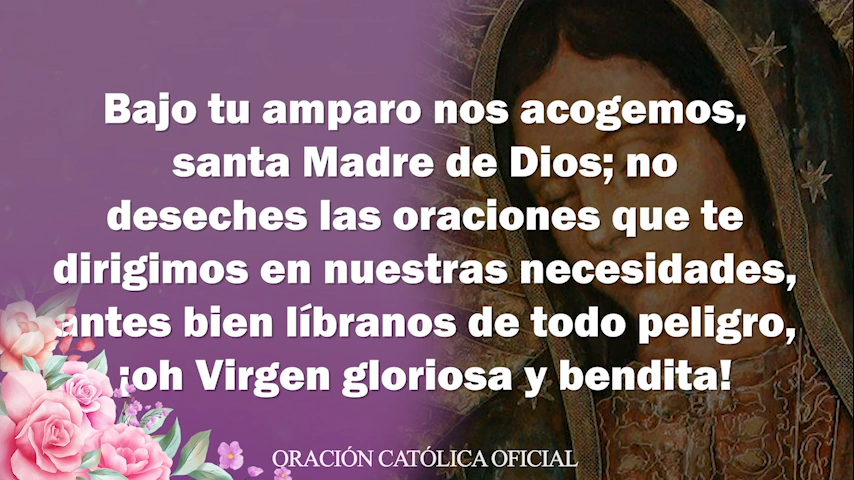 Bajo tu amparo nos acogemos,
santa Madre de Dios; no
deseches las oraciones que te
dirigimos en nuestras necesidades,
antes bien líbranos de todo peligro,
¡oh Virgen gloriosa y bendita!
ORACIÓN CATÓLICA OFICIAL